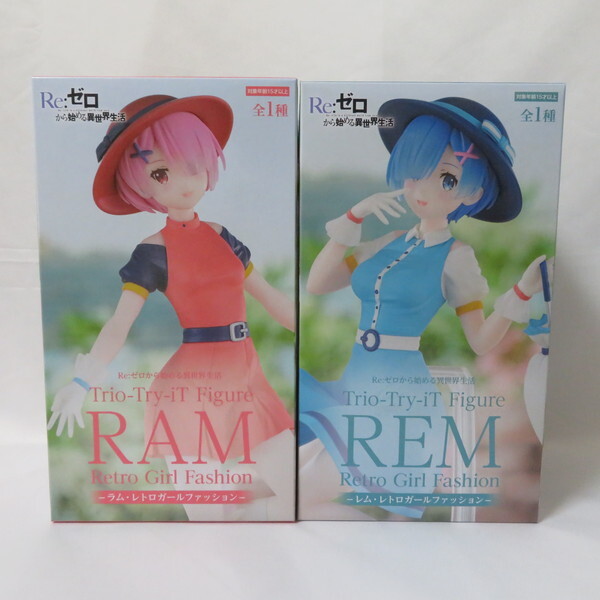 Re:ゼロ
から始める異世界生活
対象年齢15才以上
全1種
Re:ゼロから始める異世界生活
Trio-Try-iT Figure
RAM
Retro Girl Fashion
−ラム・レトロガールファッション−
Re:ゼロ
から始める異世界生活
対象年齢15才以上
全1種
Re:ゼロから始める異世界生活
Trio-Try-iT Figure
REM
Retro Girl Fashion
−レム・レトロガールファッション−